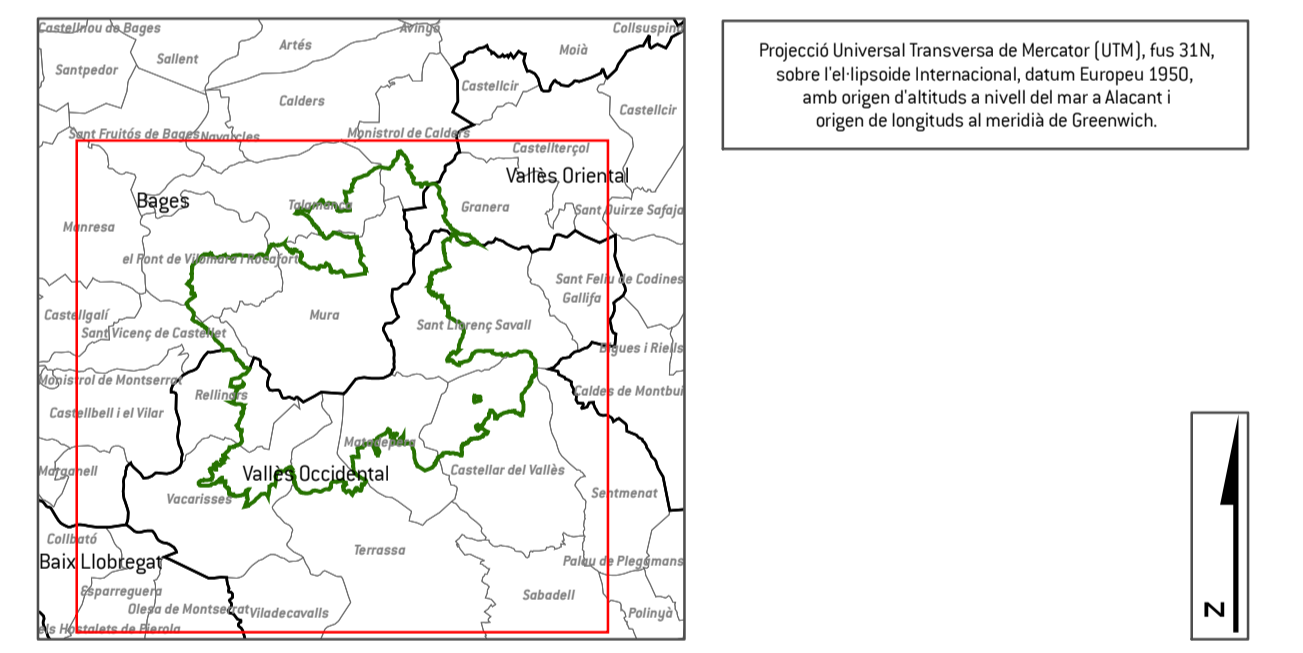 Castellnou de Bages
Avinyó
Collsuspina
Artés
Moià
Sallent
Santpedor
Castellcir
Calders
Castellcir
Sant Fruitós de Bages
Navarcles
Monistrol de Calders
Castellterçol
Vallès Oriental
Bages
Talamanca
Granera
Sant Quirze Safaja
Manresa
el Pont de Vilomara i Rocafort
Sant Feliu de Codines
Gallifa
Castellgalí
Mura
Sant Llorenç Savall
Sant Vicenç de Castellet
Bigues i Riells
Monistrol de Montserrat
Rellinars
Caldes de Montbui
Castellbell i el Vilar
Matadepera
Marganell
Vallès Occidental
Castellar del Vallès
Vacarisses
Sentmenat
Collbató
Terrassa
Baix Llobregat
Palau de Plegamans
Esparreguera
Sabadell
Olesa de Montserrat
Viladecavalls
Polinyà
els Hostalets de Pierola
Projecció Universal Transversa de Mercator (UTM), fus 31N,
sobre l'el·lipsoide Internacional, datum Europeu 1950,
amb origen d'altituds a nivell del mar a Alacant i
origen de longituds al meridià de Greenwich.
N